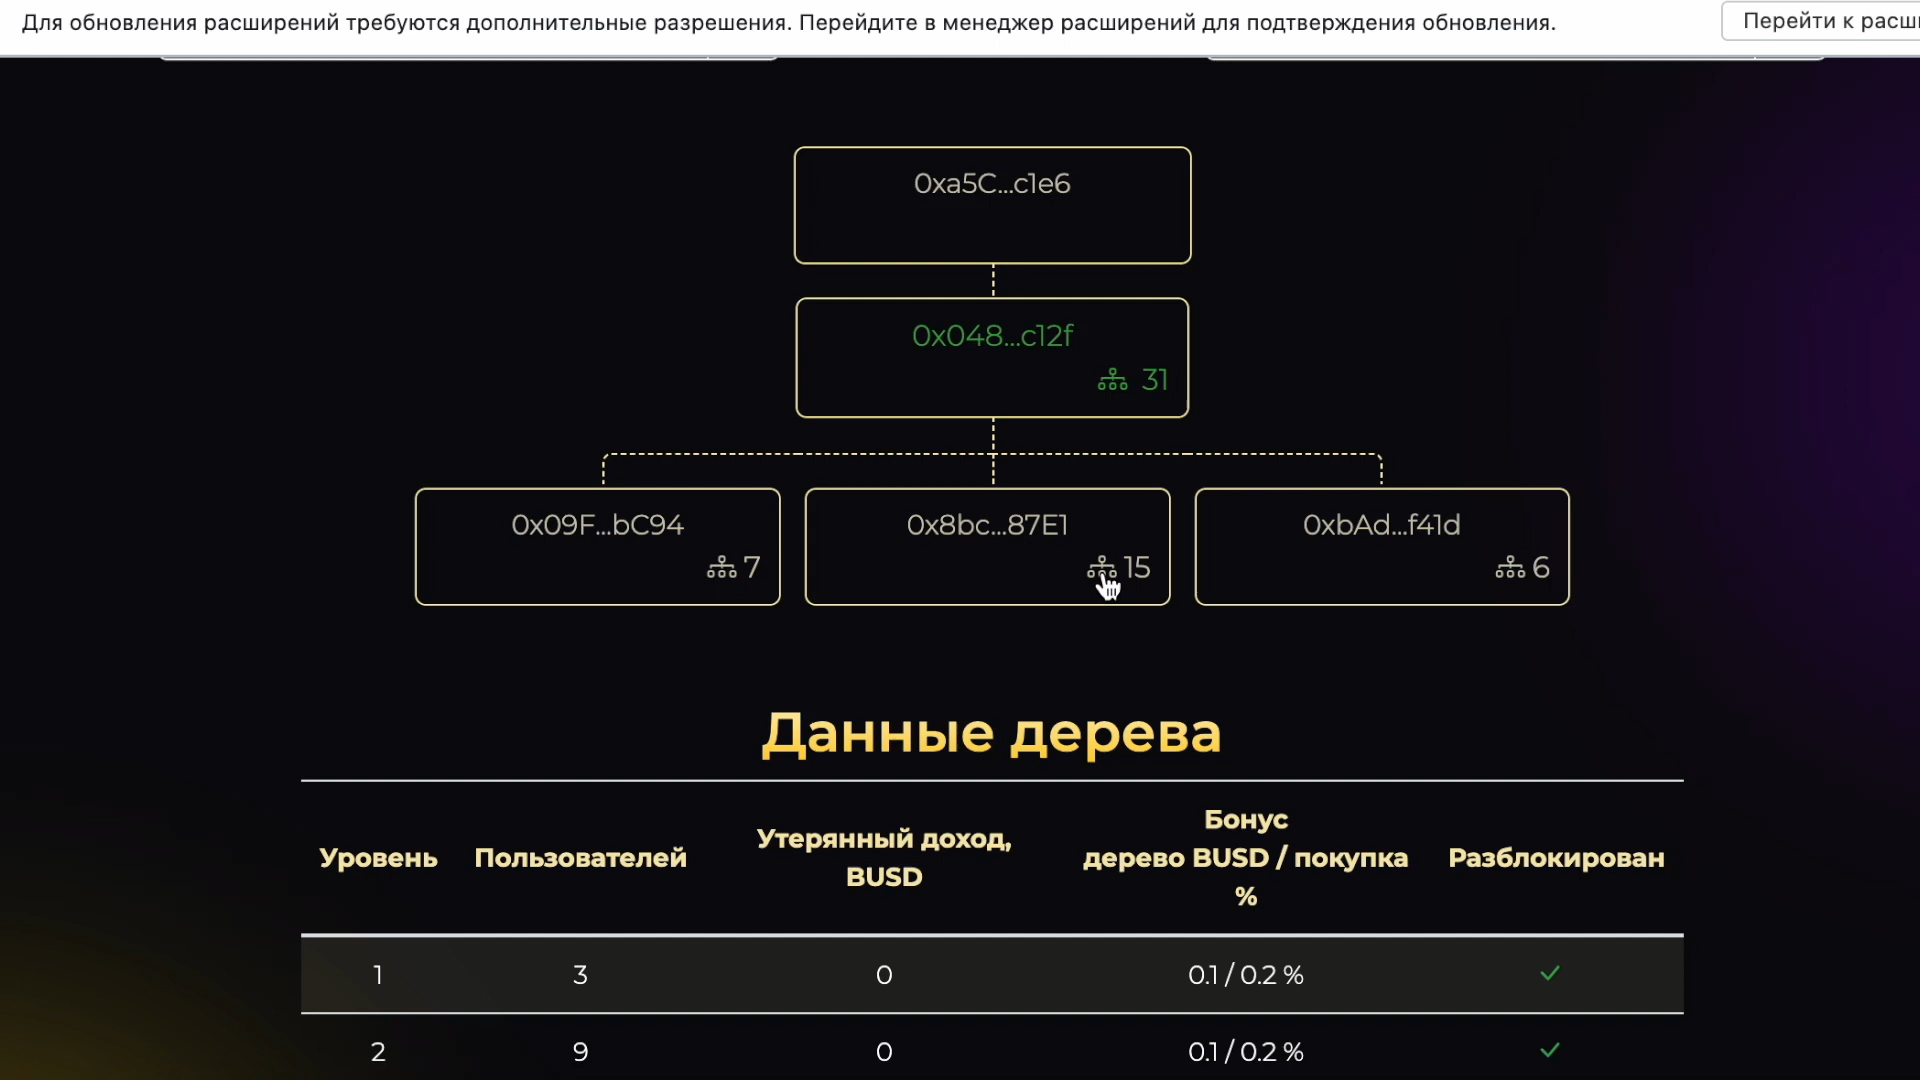 Для обновления расширений требуются дополнительные разрешения. Перейдите в менеджер расширений для подтверждения обновления.
Перейти к
0xa5C...c1e6
0x048...c12f
31
0x09F...bC94
7
0x8bc...87E1
15
0xbAd...f41d
6
Данные дерева
Уровень
Пользователей
Утерянный доход,
BUSD
Бонус
дерево BUSD / покупка
%
Разблокирован
1 3 0 0.1 / 0.2 %
2 9 0 0.1 / 0.2 %